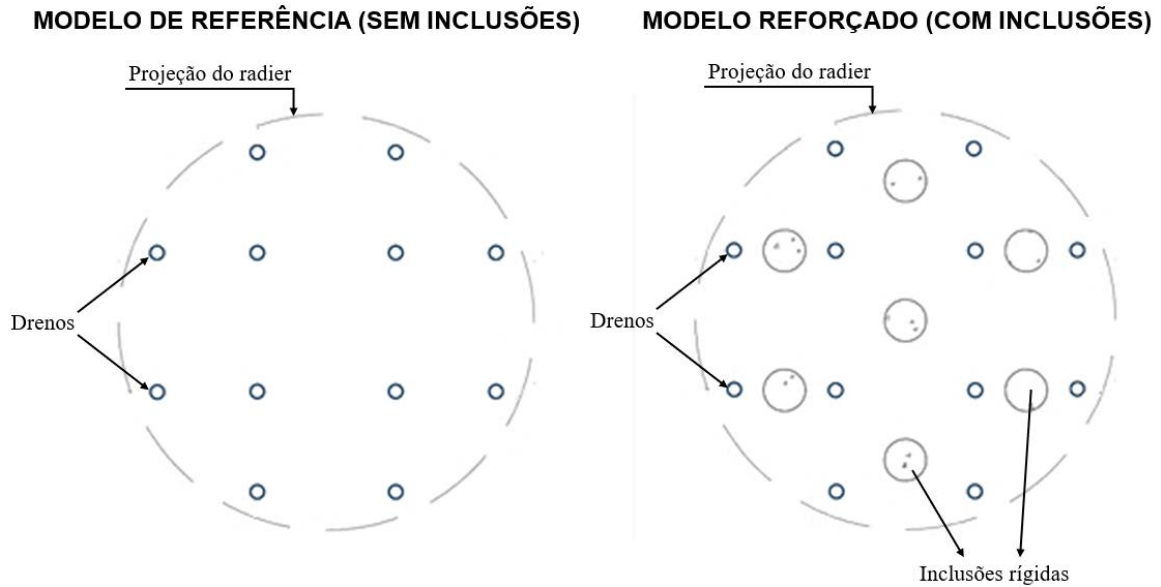 MODELO DE REFERÊNCIA (SEM INCLUSÕES)
Projeção do radier
Drenos
MODELO REFORÇADO (COM INCLUSÕES)
Projeção do radier
Drenos
Inclusões rígidas